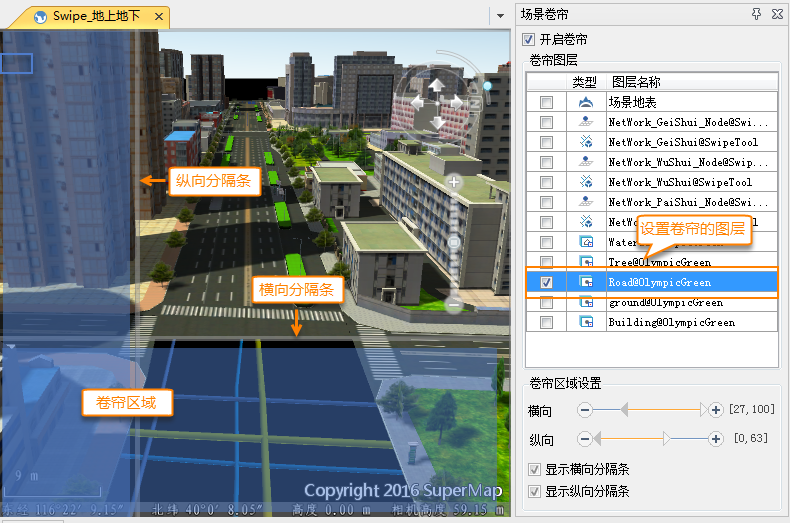 Swipe_地上地下
纵向分隔条
横向分隔条
卷帘区域
9 m
Copyright 2016 SuperMap
东经 116°22′ 9.15″ 北纬 40°0′ 8.05″ 高度 0.00 m 相机高度 59.15 m
场景卷帘
开启卷帘
卷帘图层
类型 图层名称
场景地表
NetWork_GeiShui_Node@Swi...
NetWork_GeiShui@SwipeTool
NetWork_WuShui_Node@Swip...
NetWork_WuShui@SwipeTool
NetWork_PaiShui_Node@Swi...
设置卷帘的图层
Tree@OlympicGreen
Road@OlympicGreen
ground@OlympicGreen
Building@OlympicGreen
卷帘区域设置
横向 [27,100]
纵向 [0,63]
显示横向分隔条
显示纵向分隔条